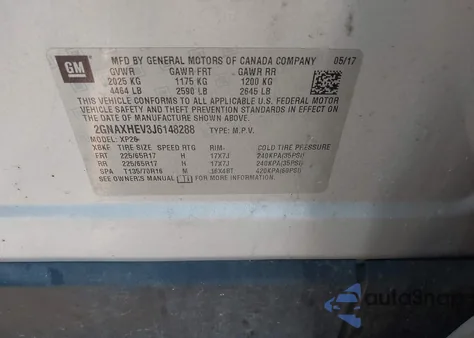 GM
MFD BY GENERAL MOTORS OF CANADA COMPANY 05/17
GVWR GAWR FRT GAWR RR
2025 KG 1175 KG 1200 KG
4464 LB 2590 LB 2645 LB
THIS VEHICLE CONFORMS TO ALL APPLICABLE U.S. FEDERAL MOTOR
VEHICLE SAFETY AND THEFT PREVENTION STANDARDS IN EFFECT ON
THE DATE OF MANUFACTURE SHOWN ABOVE.
2GNAXHEV3J6148288 TYPE: M.P.V.
MODEL: XP26
TIRE SIZE SPEED RTG RIM COLD TIRE PRESSURE
FRT 225/65R17 H 17X7J 240KPA(35PSI)
RR 225/65R17 H 17X7J 240KPA(35PSI)
SPA T135/70R16 M 16X4BT 420KPA(60PSI)
SEE OWNER'S MANUAL FOR MORE INFORMATION
autosnap